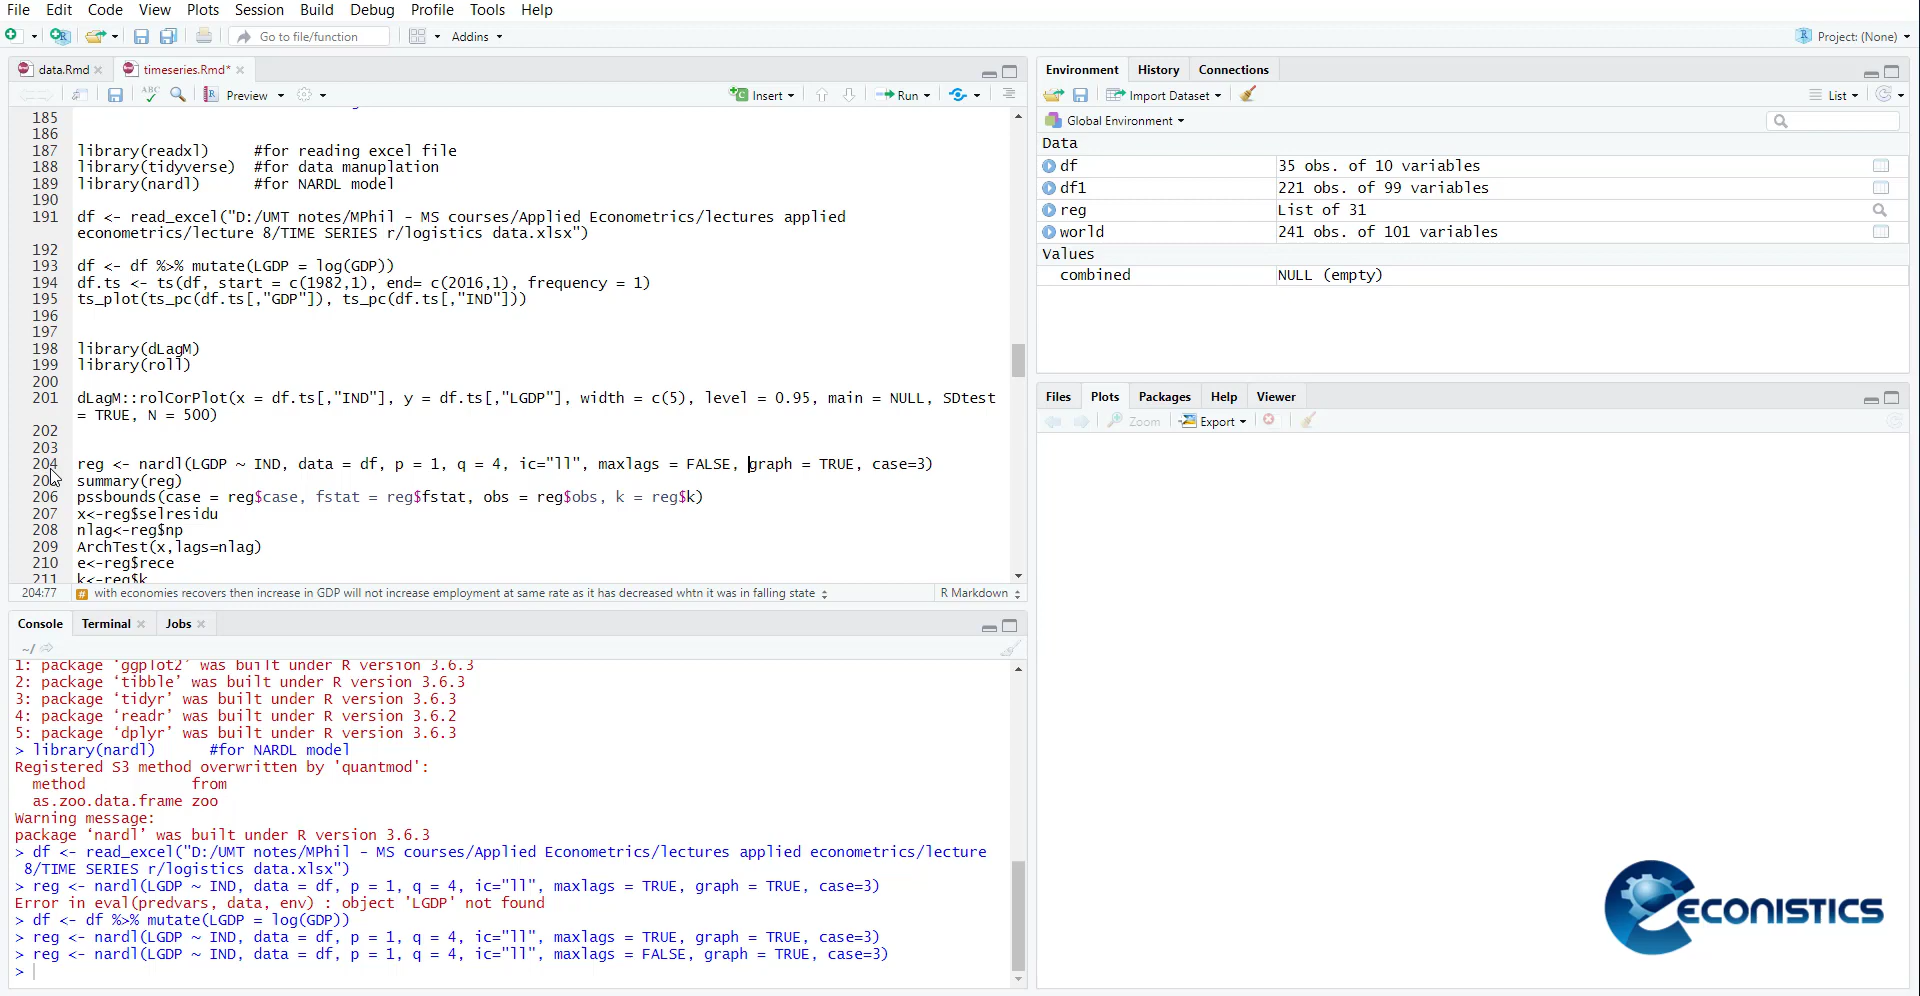 File Edit Code View Plots Session Build Debug Profile Tools Help
Go to file/function Addins Project: (None)
data.Rmd timeseries.Rmd*
ABC Preview Insert Run
185
186
187 library(readxl) #for reading excel file
188 library(tidyverse) #for data manuplation
189 library(nardl) #for NARDL model
190
191 df <- read_excel("D:/UMT notes/MPhil - MS courses/Applied Econometrics/lectures applied
econometrics/lecture 8/TIME SERIES r/logistics data.xlsx")
192
193 df <- df %>% mutate(LGDP = log(GDP))
194 df.ts <- ts(df, start = c(1982,1), end= c(2016,1), frequency = 1)
195 ts_plot(ts_pc(df.ts[,"GDP"]), ts_pc(df.ts[,"IND"]))
196
197
198 library(dLagM)
199 library(roll)
200
201 dLagM::rolCorPlot(x = df.ts[,"IND"], y = df.ts[,"LGDP"], width = c(5), level = 0.95, main = NULL, SDtest
= TRUE, N = 500)
202
203
204 reg <- nardl(LGDP ~ IND, data = df, p = 1, q = 4, ic="ll", maxlags = FALSE, graph = TRUE, case=3)
summary(reg)
206 pssbounds(case = reg$case, fstat = reg$fstat, obs = reg$obs, k = reg$k)
207 x<-reg$selresidu
208 nlag<-reg$np
209 ArchTest(x,lags=nlag)
210 e<-reg$rece
211 k<-reg$k
204:77 # with economies recovers then increase in GDP will not increase employment at same rate as it has decreased whtn it was in falling state R Markdown
Console Terminal Jobs
~/
1: package ‘ggplot2’ was built under R version 3.6.3
2: package ‘tibble’ was built under R version 3.6.3
3: package ‘tidyr’ was built under R version 3.6.3
4: package ‘readr’ was built under R version 3.6.2
5: package ‘dplyr’ was built under R version 3.6.3
> library(nardl) #for NARDL model
Registered S3 method overwritten by 'quantmod':
method from
as.zoo.data.frame zoo
Warning message:
package ‘nardl’ was built under R version 3.6.3
> df <- read_excel("D:/UMT notes/MPhil - MS courses/Applied Econometrics/lectures applied econometrics/lecture
8/TIME SERIES r/logistics data.xlsx")
> reg <- nardl(LGDP ~ IND, data = df, p = 1, q = 4, ic="ll", maxlags = TRUE, graph = TRUE, case=3)
Error in eval(predvars, data, env) : object 'LGDP' not found
> df <- df %>% mutate(LGDP = log(GDP))
> reg <- nardl(LGDP ~ IND, data = df, p = 1, q = 4, ic="ll", maxlags = TRUE, graph = TRUE, case=3)
> reg <- nardl(LGDP ~ IND, data = df, p = 1, q = 4, ic="ll", maxlags = FALSE, graph = TRUE, case=3)
>
Environment History Connections
Import Dataset List
Global Environment
Data
df 35 obs. of 10 variables
df1 221 obs. of 99 variables
reg List of 31
world 241 obs. of 101 variables
Values
combined NULL (empty)
Files Plots Packages Help Viewer
Zoom Export
ECONISTICS